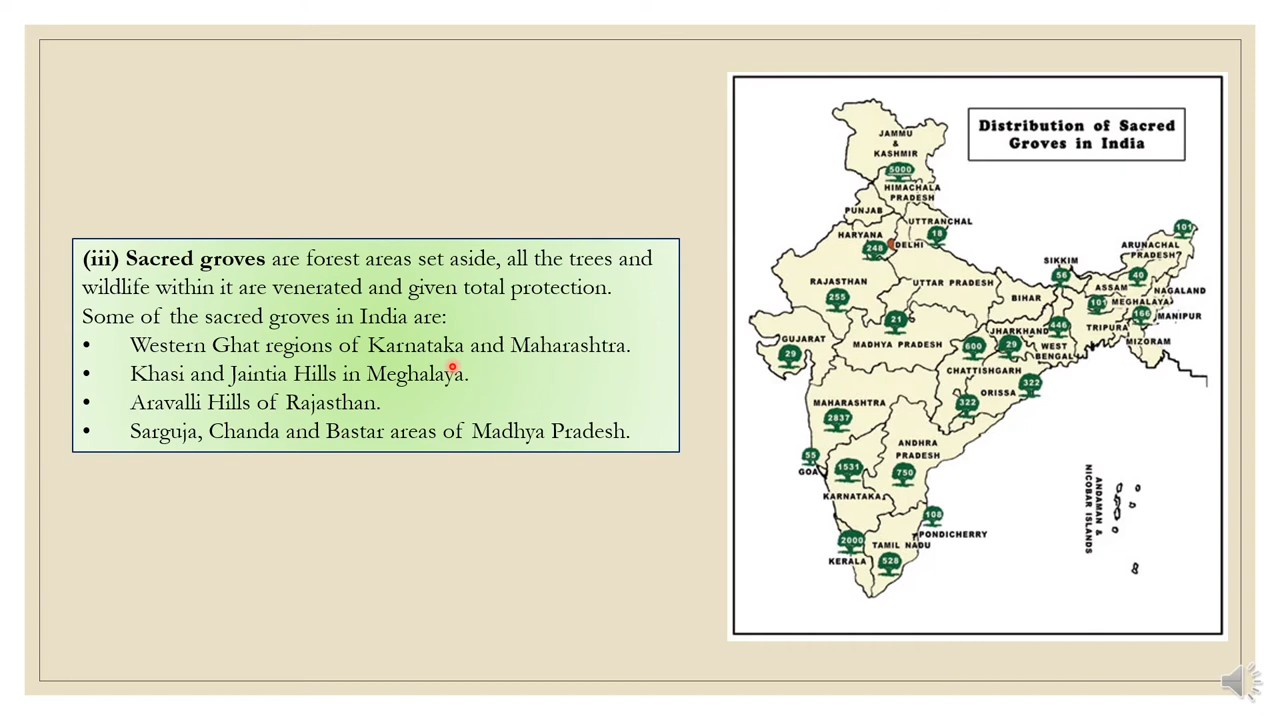 (iii) Sacred groves are forest areas set aside, all the trees and
wildlife within it are venerated and given total protection.
Some of the sacred groves in India are:
• Western Ghat regions of Karnataka and Maharashtra.
• Khasi and Jaintia Hills in Meghalaya.
• Aravalli Hills of Rajasthan.
• Sarguja, Chanda and Bastar areas of Madhya Pradesh.
Distribution of Sacred
Groves in India
JAMMU
&
KASHMIR
5000
HIMACHALA
PRADESH
PUNJAB
UTTRANCHAL
18
HARYANA
248
DELHI
101
ARUNACHAL
PRADESH
SIKKIM
56
40
ASSAM
NAGALAND
RAJASTHAN
255
UTTAR PRADESH
BIHAR
101
MEGHALAYA
160
MANIPUR
21
JHARKHAND
446
TRIPURA
MIZORAM
GUJARAT
29
MADHYA PRADESH
600
29
WEST
BENGAL
CHATTISHGARH
322
ORISSA
322
MAHARASHTRA
2837
ANDHRA
PRADESH
750
55
GOA
1531
KARNATAKA
108
PONDICHERRY
2000
KERALA
TAMIL NADU
528
ANDAMAN &
NICOBAR ISLANDS